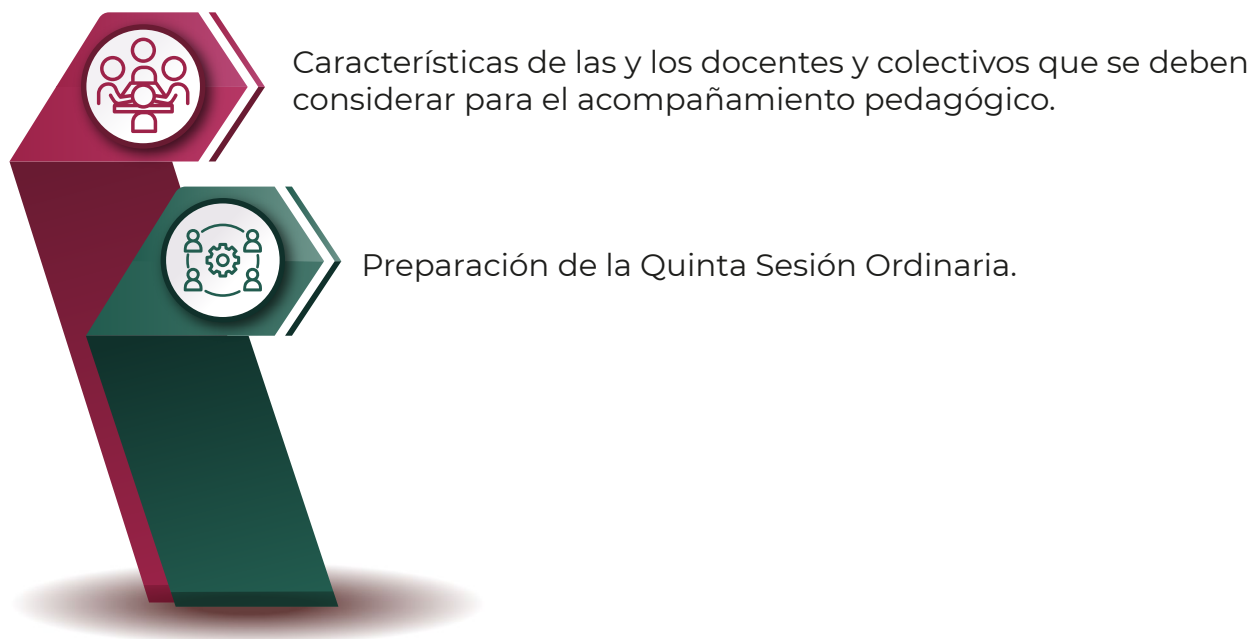 Características de las y los docentes y colectivos que se deben
considerar para el acompañamiento pedagógico.
Preparación de la Quinta Sesión Ordinaria.